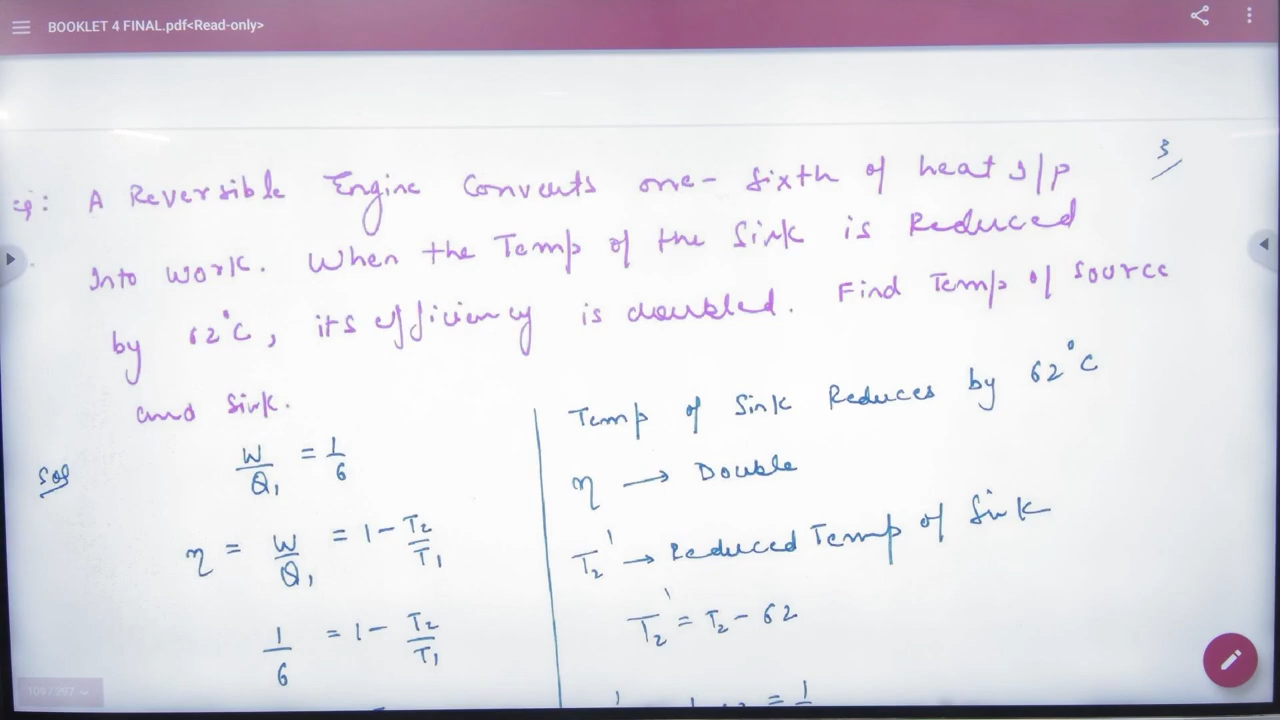 BOOKLET 4 FINAL.pdf<Read-only>
3
eg: A Reversible Engine Converts one-sixth of heat I/P
Into work. When the Temp of the Sink is Reduced
by 62°C, its efficiency is doubled. Find Temp of source
and Sink.
Sol
W/Q₁ = 1/6
η = W/Q₁ = 1 - T₂/T₁
1/6 = 1 - T₂/T₁
Temp of Sink Reduces by 62°C
η → Double
T₂' → Reduced Temp of Sink
T₂' = T₂ - 62
109 / 297